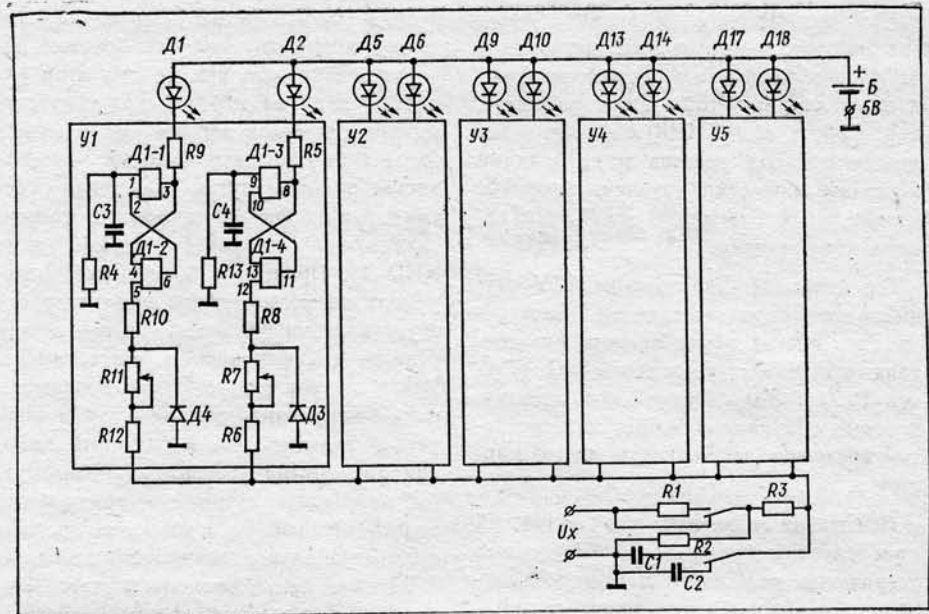 Д1 Д2 Д5 Д6 Д9 Д10 Д13 Д14 Д17 Д18
+
Б
5В
У1 У2 У3 У4 У5
Д1-1 R9 Д1-3 R5
1 3 9 8
2 10
C3 C4
Д1-2 Д1-4
R4 4 6 R13 13 11
5 12
R10 R8
R11 R7
Д4 Д3
R12 R6
R1 R3
Ux
R2
C1
C2